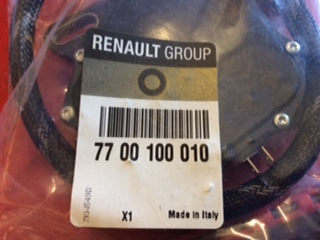 RENAULT GROUP
77 00 100 010
X1 Made in Italy